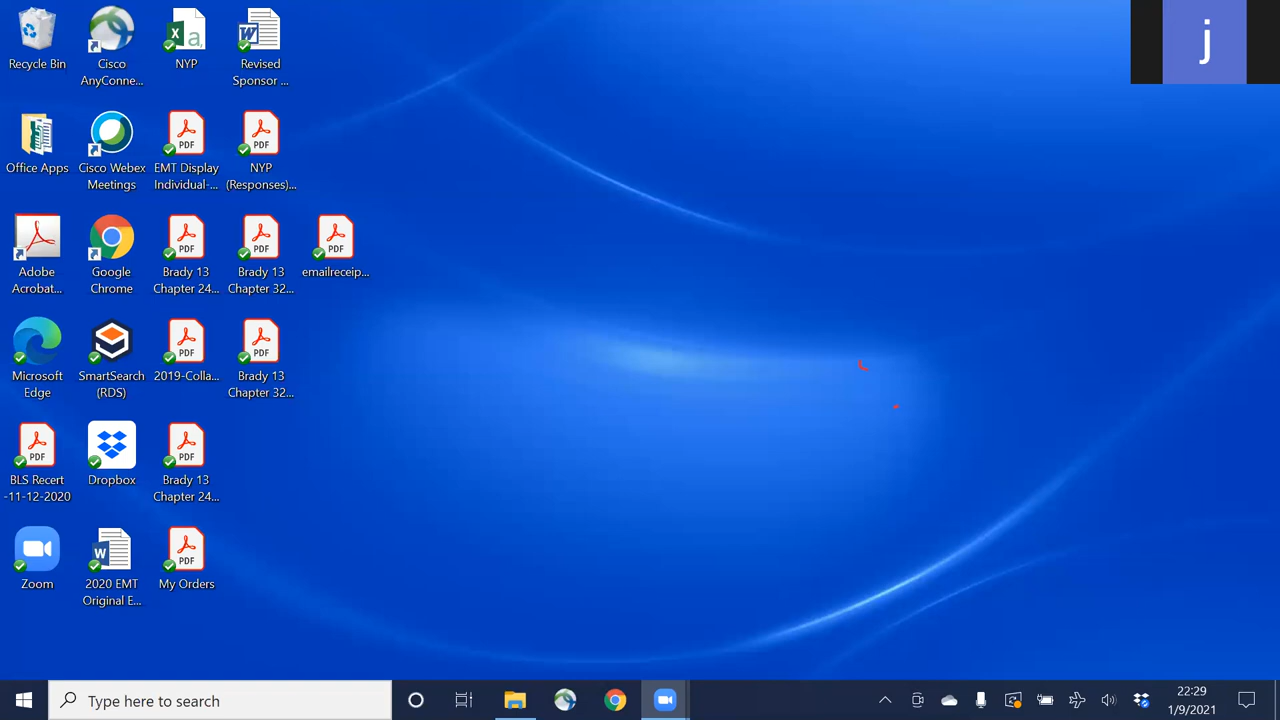 j
Recycle Bin
Cisco
AnyConne...
NYP
Revised
Sponsor ...
Office Apps
Cisco Webex
Meetings
EMT Display
Individual-...
NYP
(Responses)...
Adobe
Acrobat...
Google
Chrome
Brady 13
Chapter 24...
Brady 13
Chapter 32...
emailreceip...
Microsoft
Edge
SmartSearch
(RDS)
2019-Colla...
Brady 13
Chapter 32...
BLS Recert
-11-12-2020
Dropbox
Brady 13
Chapter 24...
Zoom
2020 EMT
Original E...
My Orders
Type here to search
22:29
1/9/2021